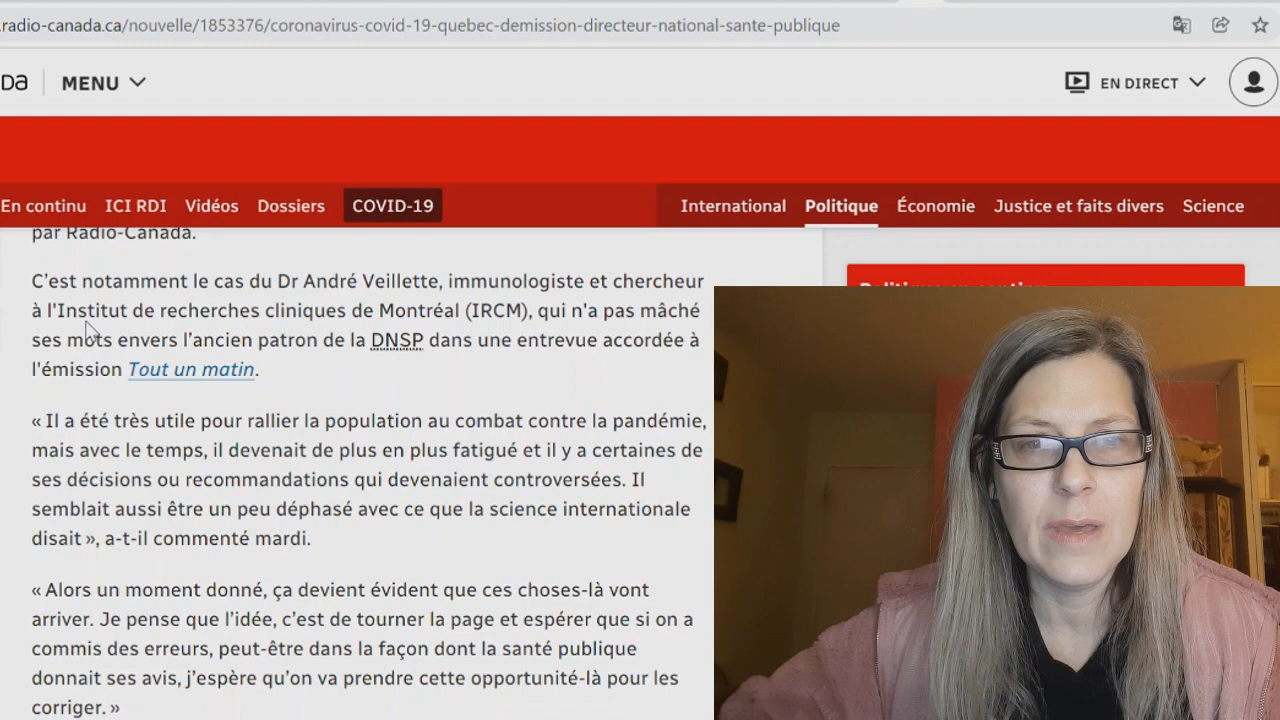 .radio-canada.ca/nouvelle/1853376/coronavirus-covid-19-quebec-demission-directeur-national-sante-publique
Da
MENU
EN DIRECT
En continu ICI RDI Vidéos Dossiers COVID-19
International Politique Économie Justice et faits divers Science
par Radio-Canada.
C’est notamment le cas du Dr André Veillette, immunologiste et chercheur
à l'Institut de recherches cliniques de Montréal (IRCM), qui n'a pas mâché
ses mots envers l’ancien patron de la DNSP dans une entrevue accordée à
l'émission Tout un matin.
« Il a été très utile pour rallier la population au combat contre la pandémie,
mais avec le temps, il devenait de plus en plus fatigué et il y a certaines de
ses décisions ou recommandations qui devenaient controversées. Il
semblait aussi être un peu déphasé avec ce que la science internationale
disait », a-t-il commenté mardi.
« Alors un moment donné, ça devient évident que ces choses-là vont
arriver. Je pense que l’idée, c’est de tourner la page et espérer que si on a
commis des erreurs, peut-être dans la façon dont la santé publique
donnait ses avis, j’espère qu’on va prendre cette opportunité-là pour les
corriger. »